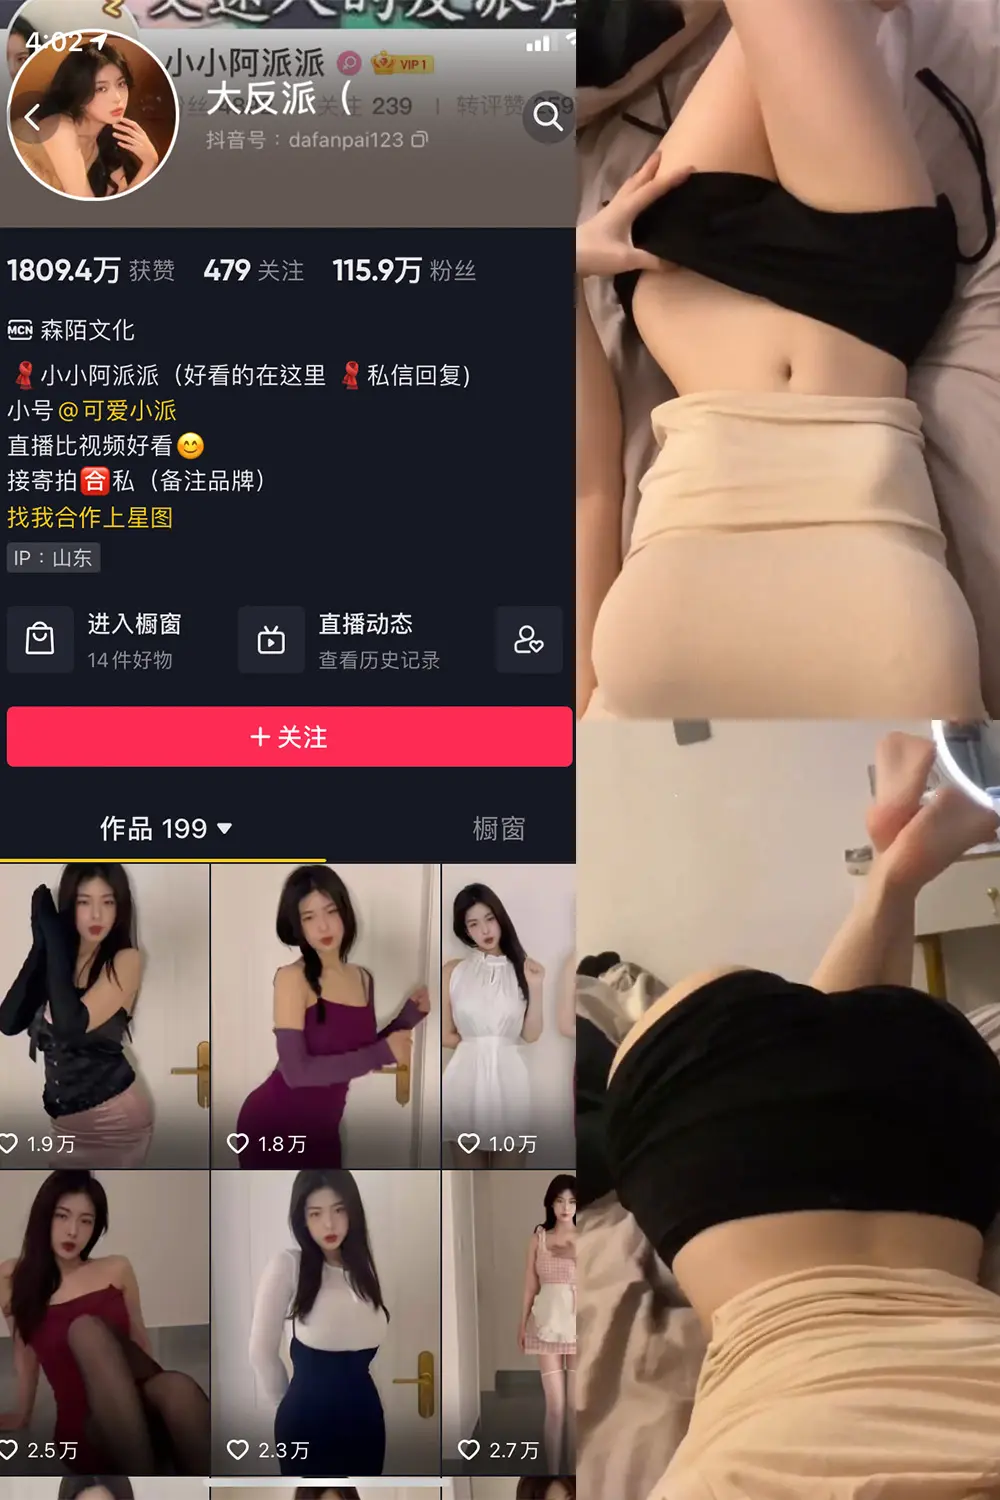 4:02
小小阿派派 VIP1
大反派（
关注 239 | 转评赞
抖音号：dafanpai123
1809.4万 获赞 479 关注 115.9万 粉丝
MCN 森陌文化
小小阿派派（好看的在这里 私信回复)
小号@可爱小派
直播比视频好看😊
接寄拍🈴私（备注品牌）
找我合作上星图
IP：山东
进入橱窗
14件好物
直播动态
查看历史记录
+ 关注
作品 199 橱窗
1.9万 1.8万 1.0万
2.5万 2.3万 2.7万